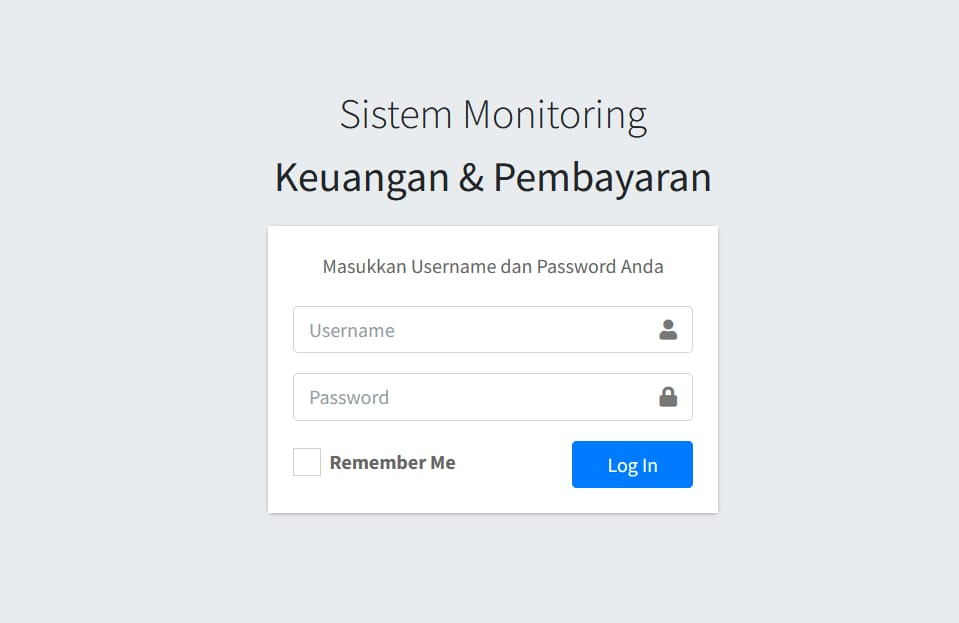 Sistem Monitoring
Keuangan & Pembayaran
Masukkan Username dan Password Anda
Username
Password
Remember Me
Log In